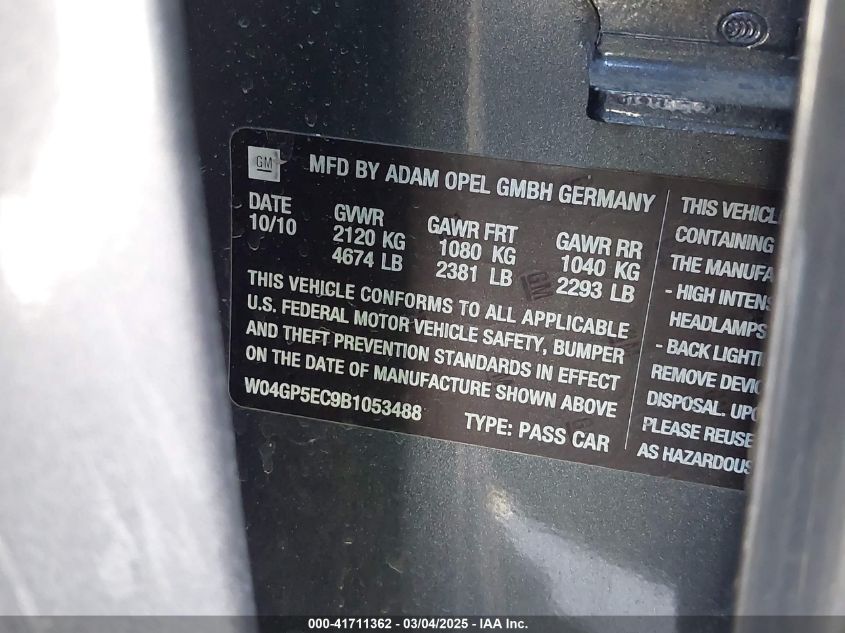 GM
MFD BY ADAM OPEL GMBH GERMANY
DATE
10/10
GVWR
2120 KG
4674 LB
GAWR FRT
1080 KG
2381 LB
GAWR RR
1040 KG
2293 LB
THIS VEHICLE CONFORMS TO ALL APPLICABLE
U.S. FEDERAL MOTOR VEHICLE SAFETY, BUMPER
AND THEFT PREVENTION STANDARDS IN EFFECT
ON THE DATE OF MANUFACTURE SHOWN ABOVE
W04GP5EC9B1053488
TYPE: PASS CAR
THIS VEHICL
CONTAINING
THE MANUFA
- HIGH INTENS
HEADLAMPS
- BACK LIGHTI
REMOVE DEVIC
DISPOSAL. UPO
PLEASE REUSE
AS HAZARDOUS
000-41711362 - 03/04/2025 - IAA Inc.